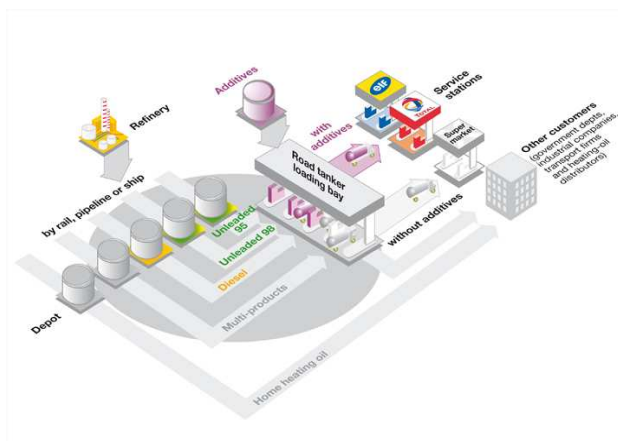 Refinery
Additives
elf
TOTAL
Service
stations
Super
market
Other customers
(government depts,
industrial companies,
transport firms
and heating-oil
distributors)
with
additives
Road tanker
loading bay
without additives
by rail, pipeline or ship
Unleaded
95
Unleaded 98
Diesel
Multi-products
Home heating oil
Depot